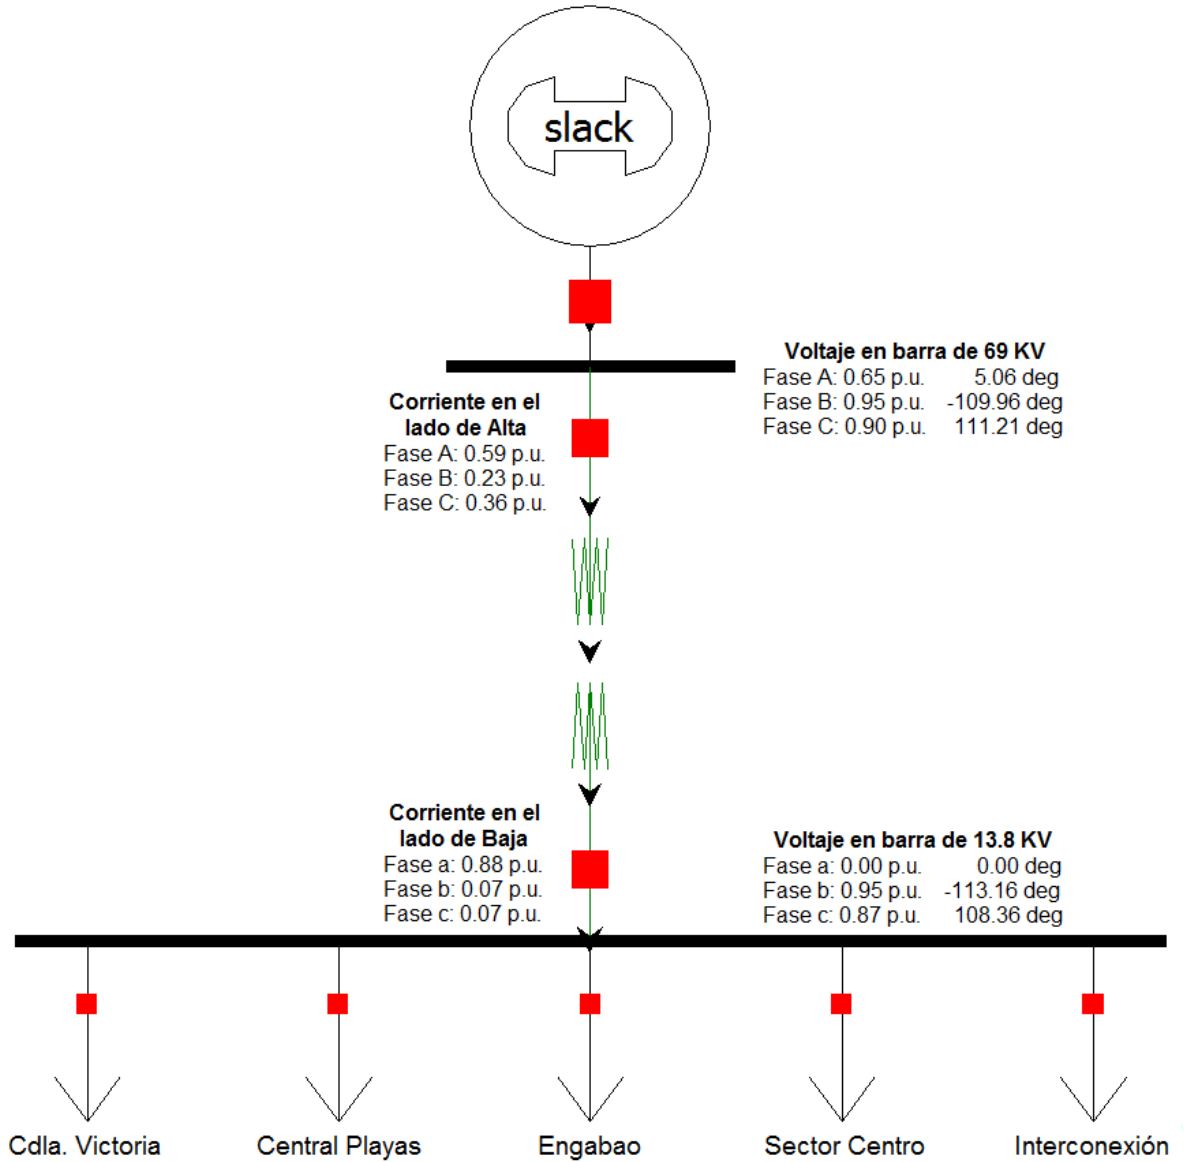 slack
Voltaje en barra de 69 KV
Fase A: 0.65 p.u. 5.06 deg
Fase B: 0.95 p.u. -109.96 deg
Fase C: 0.90 p.u. 111.21 deg
Corriente en el
lado de Alta
Fase A: 0.59 p.u.
Fase B: 0.23 p.u.
Fase C: 0.36 p.u.
Corriente en el
lado de Baja
Fase a: 0.88 p.u.
Fase b: 0.07 p.u.
Fase c: 0.07 p.u.
Voltaje en barra de 13.8 KV
Fase a: 0.00 p.u. 0.00 deg
Fase b: 0.95 p.u. -113.16 deg
Fase c: 0.87 p.u. 108.36 deg
Cdla. Victoria
Central Playas
Engabao
Sector Centro
Interconexión